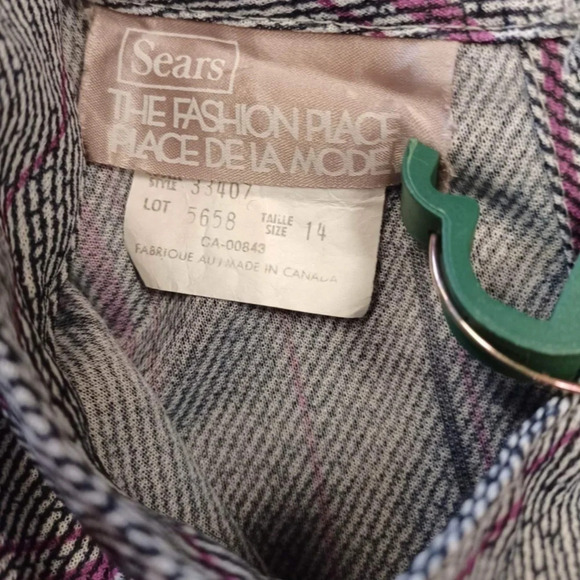 Sears
THE FASHION PLACE
PLACE DE LA MODE
STYLE 33407
LOT 5658 TAILLE SIZE 14
CA-00843
FABRIQUE AU/MADE IN CANADA